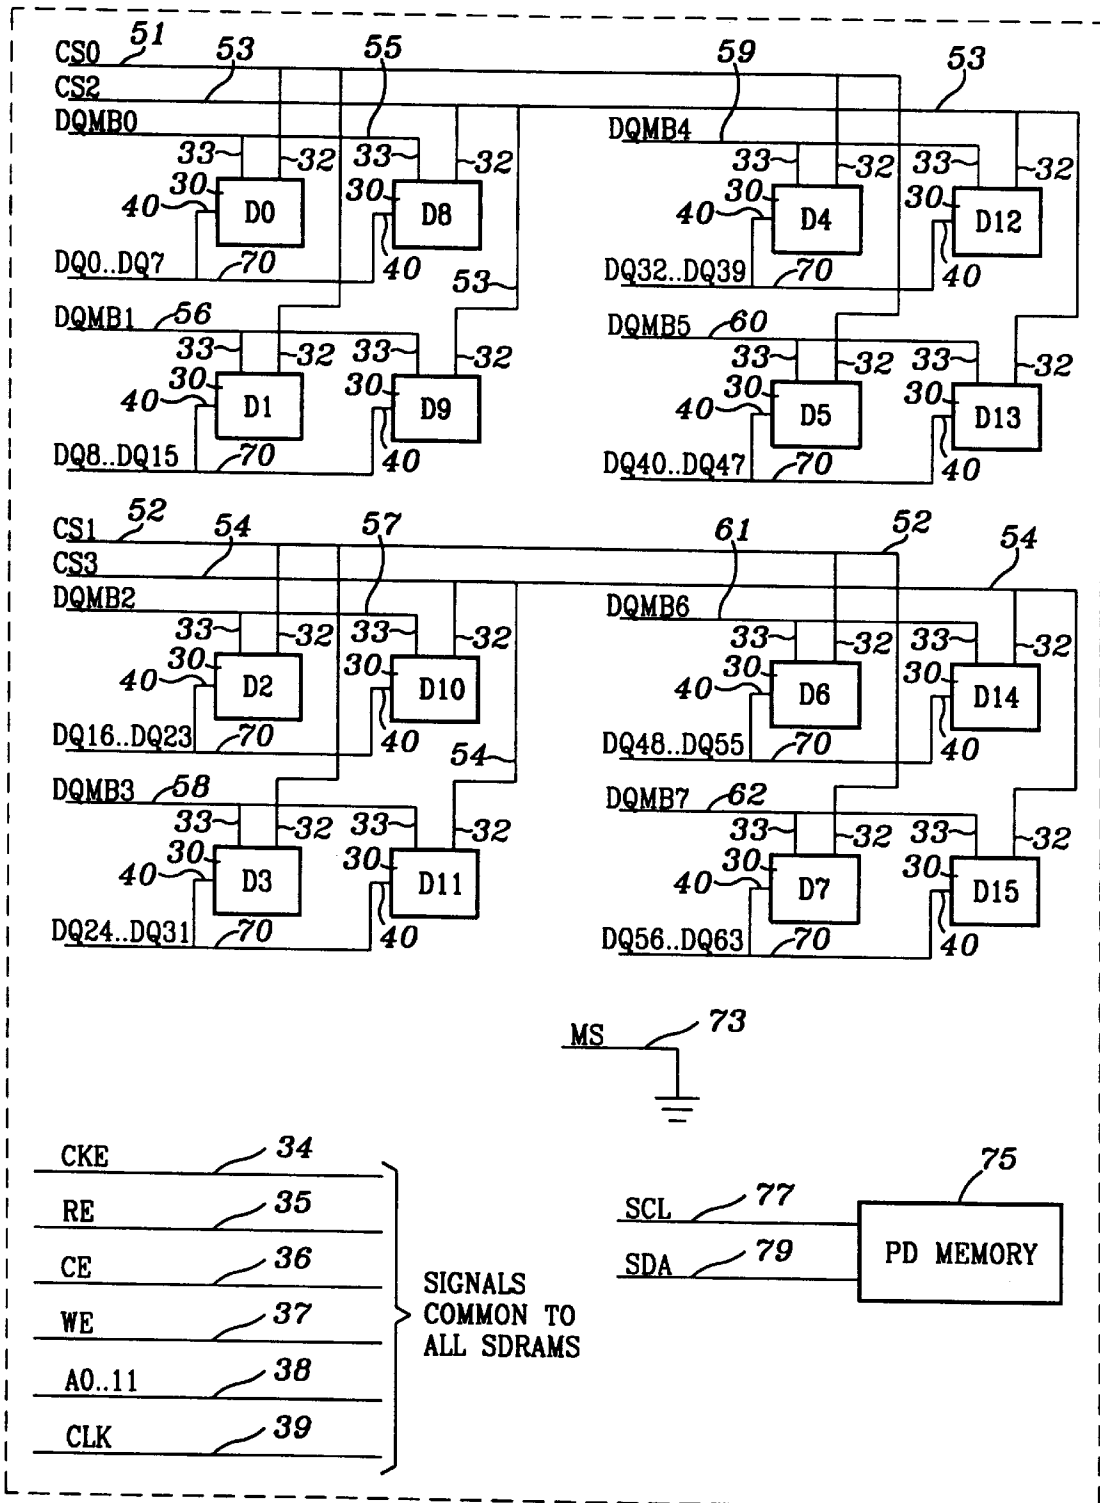 CS0 51 53 55 59 53
CS2
DQMB0 DQMB4
33 32 33 32 33 32 33 32
30 D0 30 D8 30 D4 30 D12
40 40 40 40
DQ0..DQ7 70 53 DQ32..DQ39 70
DQMB1 56 DQMB5 60
33 32 33 32 33 32 33 32
30 D1 30 D9 30 D5 30 D13
40 40 40 40
DQ8..DQ15 70 DQ40..DQ47 70
CS1 52 54 57 61 52 54
CS3
DQMB2 DQMB6
33 32 33 32 33 32 33 32
30 D2 30 D10 30 D6 30 D14
40 40 40 40
DQ16..DQ23 70 54 DQ48..DQ55 70
DQMB3 58 DQMB7 62
33 32 33 32 33 32 33 32
30 D3 30 D11 30 D7 30 D15
40 40 40 40
DQ24..DQ31 70 DQ56..DQ63 70
MS 73
CKE 34
RE 35
CE 36
WE 37
A0..11 38
CLK 39
SIGNALS
COMMON TO
ALL SDRAMS
75
SCL 77
SDA 79
PD MEMORY